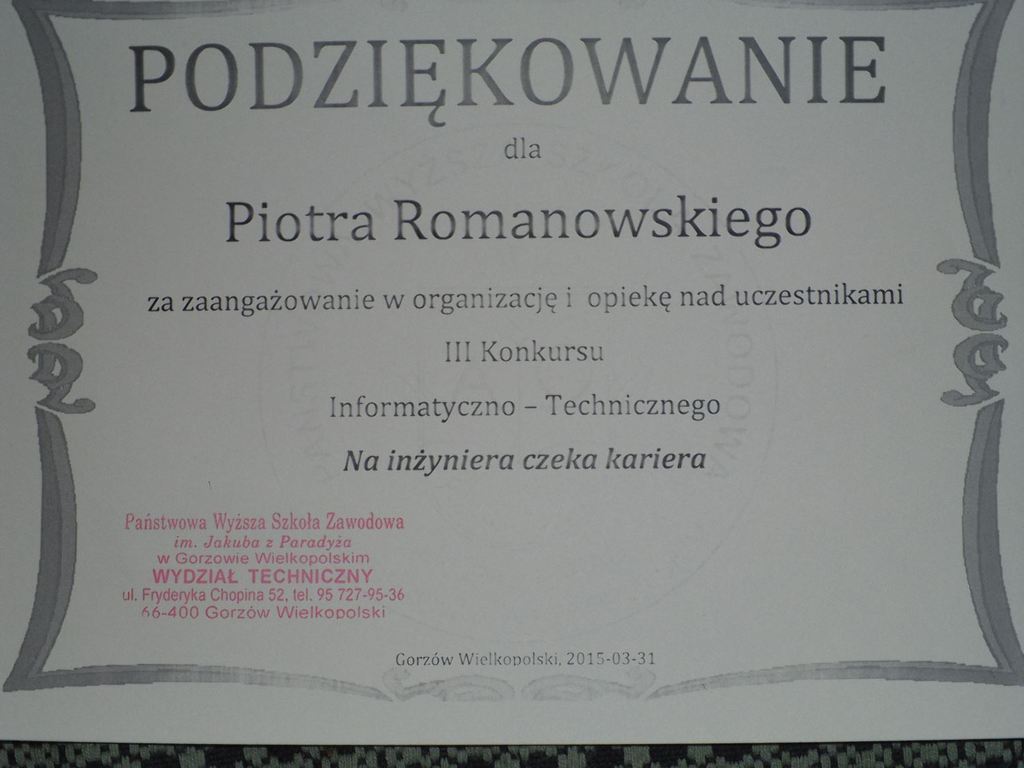 PODZIĘKOWANIE
dla
Piotra Romanowskiego
za zaangażowanie w organizację i opiekę nad uczestnikami
III Konkursu
Informatyczno – Technicznego
Na inżyniera czeka kariera
Państwowa Wyższa Szkoła Zawodowa
im. Jakuba z Paradyża
w Gorzowie Wielkopolskim
WYDZIAŁ TECHNICZNY
ul. Fryderyka Chopina 52, tel. 95 727-95-36
66-400 Gorzów Wielkopolski
Gorzów Wielkopolski, 2015-03-31